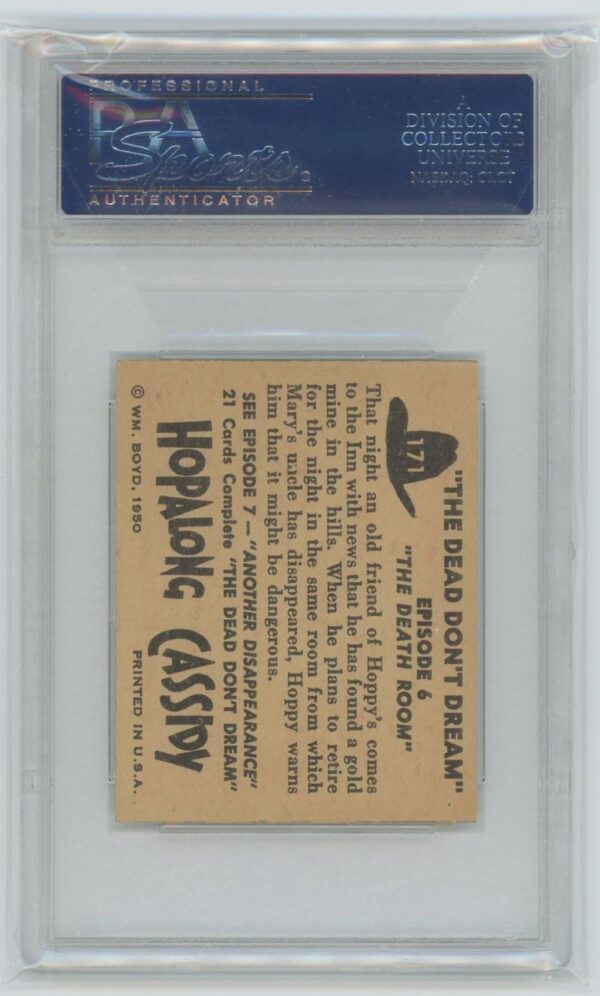 PROFESSIONAL
PSA
Sports
AUTHENTICATOR
A
DIVISION OF
COLLECTORS
UNIVERSE
NASDAQ: CLCT
171
"THE DEAD DON'T DREAM"
EPISODE 6
"THE DEATH ROOM"
That night an old friend of Hoppy's comes
to the Inn with news that he has found a gold
mine in the hills. When he plans to retire
for the night in the same room from which
Mary's uncle has disappeared, Hoppy warns
him that it might be dangerous.
SEE EPISODE 7 — "ANOTHER DISAPPEARANCE"
21 Cards Complete "THE DEAD DON'T DREAM"
HOPALONG CASSIDY
© WM. BOYD, 1950 PRINTED IN U.S.A.